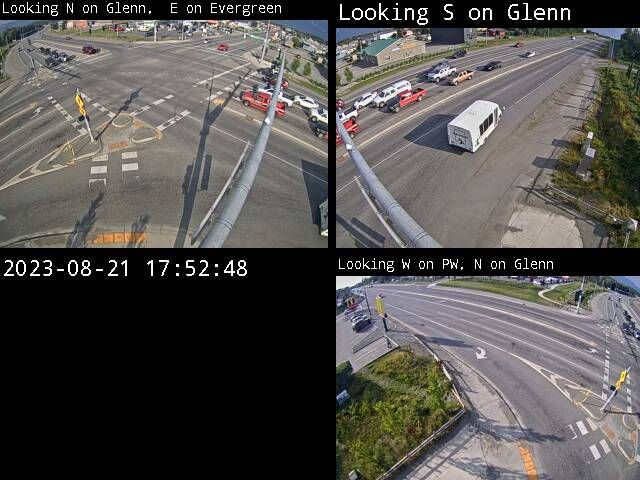 Looking N on Glenn,  E on Evergreen
Looking S on Glenn
2023-08-21 17:52:48
Looking W on PW, N on Glenn